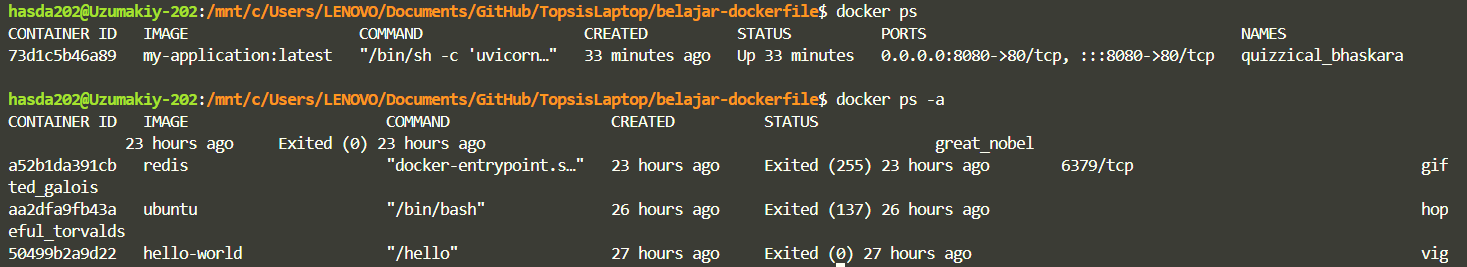 hasda202@Uzumakiy-202:/mnt/c/Users/LENOVO/Documents/GitHub/TopsisLaptop/belajar-dockerfile$ docker ps
CONTAINER ID   IMAGE                   COMMAND                  CREATED          STATUS          PORTS                                   NAMES
73d1c5b46a89   my-application:latest   "/bin/sh -c 'uvicorn…"   33 minutes ago   Up 33 minutes   0.0.0.0:8080->80/tcp, :::8080->80/tcp   quizzical_bhaskara
hasda202@Uzumakiy-202:/mnt/c/Users/LENOVO/Documents/GitHub/TopsisLaptop/belajar-dockerfile$ docker ps -a
CONTAINER ID   IMAGE                      COMMAND                  CREATED          STATUS
23 hours ago     Exited (0) 23 hours ago                                                  great_nobel
a52b1da391cb   redis                      "docker-entrypoint.s…"   23 hours ago     Exited (255) 23 hours ago        6379/tcp                                gif
ted_galois
aa2dfa9fb43a   ubuntu                     "/bin/bash"              26 hours ago     Exited (137) 26 hours ago                                                hop
eful_torvalds
50499b2a9d22   hello-world                "/hello"                 27 hours ago     Exited (0) 27 hours ago                                                  vig